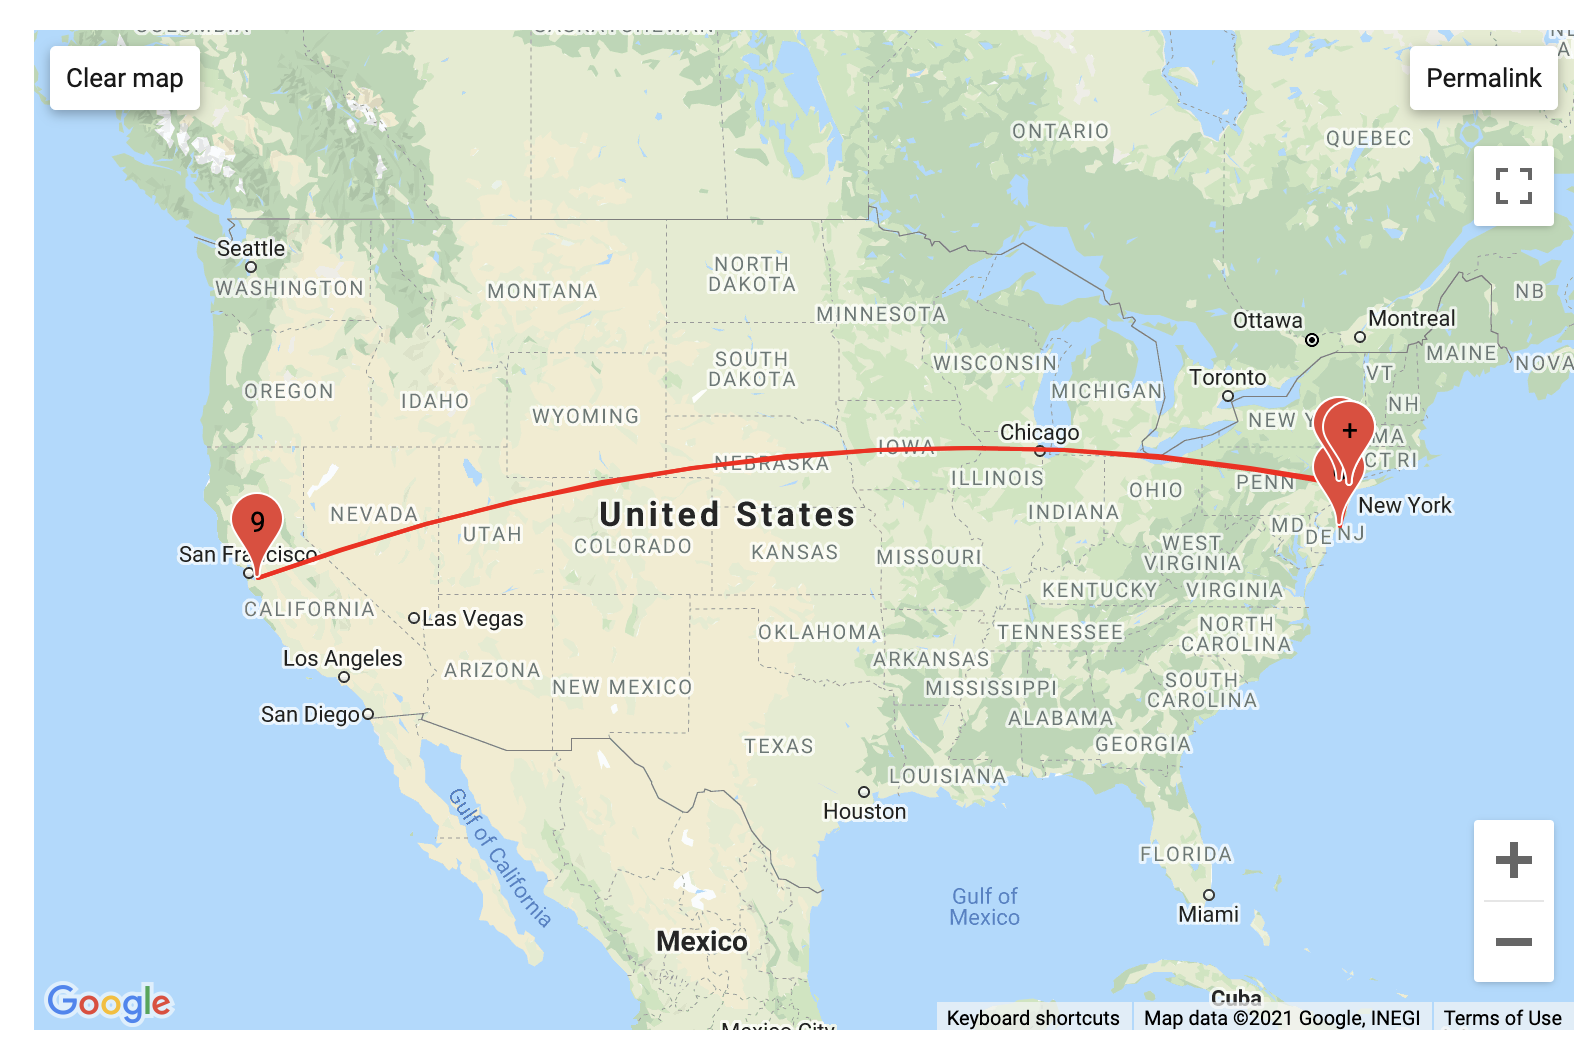 COLUMBIA
SASKATCHEWAN
Clear map
Permalink
ONTARIO
QUEBEC
Seattle
WASHINGTON
NORTH
DAKOTA
MONTANA
NB
MINNESOTA
Ottawa
Montreal
MAINE
NOVA
SOUTH
DAKOTA
WISCONSIN
MICHIGAN
Toronto
VT
OREGON
IDAHO
WYOMING
NH
NEW Y
+
MA
Chicago
IOWA
CT
RI
NEBRASKA
ILLINOIS
PENN
OHIO
9
NEVADA
United States
INDIANA
New York
MD
DE
NJ
UTAH
COLORADO
KANSAS
MISSOURI
WEST
VIRGINIA
San Francisco
KENTUCKY
VIRGINIA
CALIFORNIA
Las Vegas
OKLAHOMA
TENNESSEE
NORTH
CAROLINA
Los Angeles
ARIZONA
NEW MEXICO
ARKANSAS
MISSISSIPPI
SOUTH
CAROLINA
San Diego
ALABAMA
TEXAS
GEORGIA
LOUISIANA
Houston
Gulf of California
FLORIDA
Gulf of
Mexico
Miami
Mexico
Google
Cuba
Mexico City
Keyboard shortcuts
Map data ©2021 Google, INEGI
Terms of Use